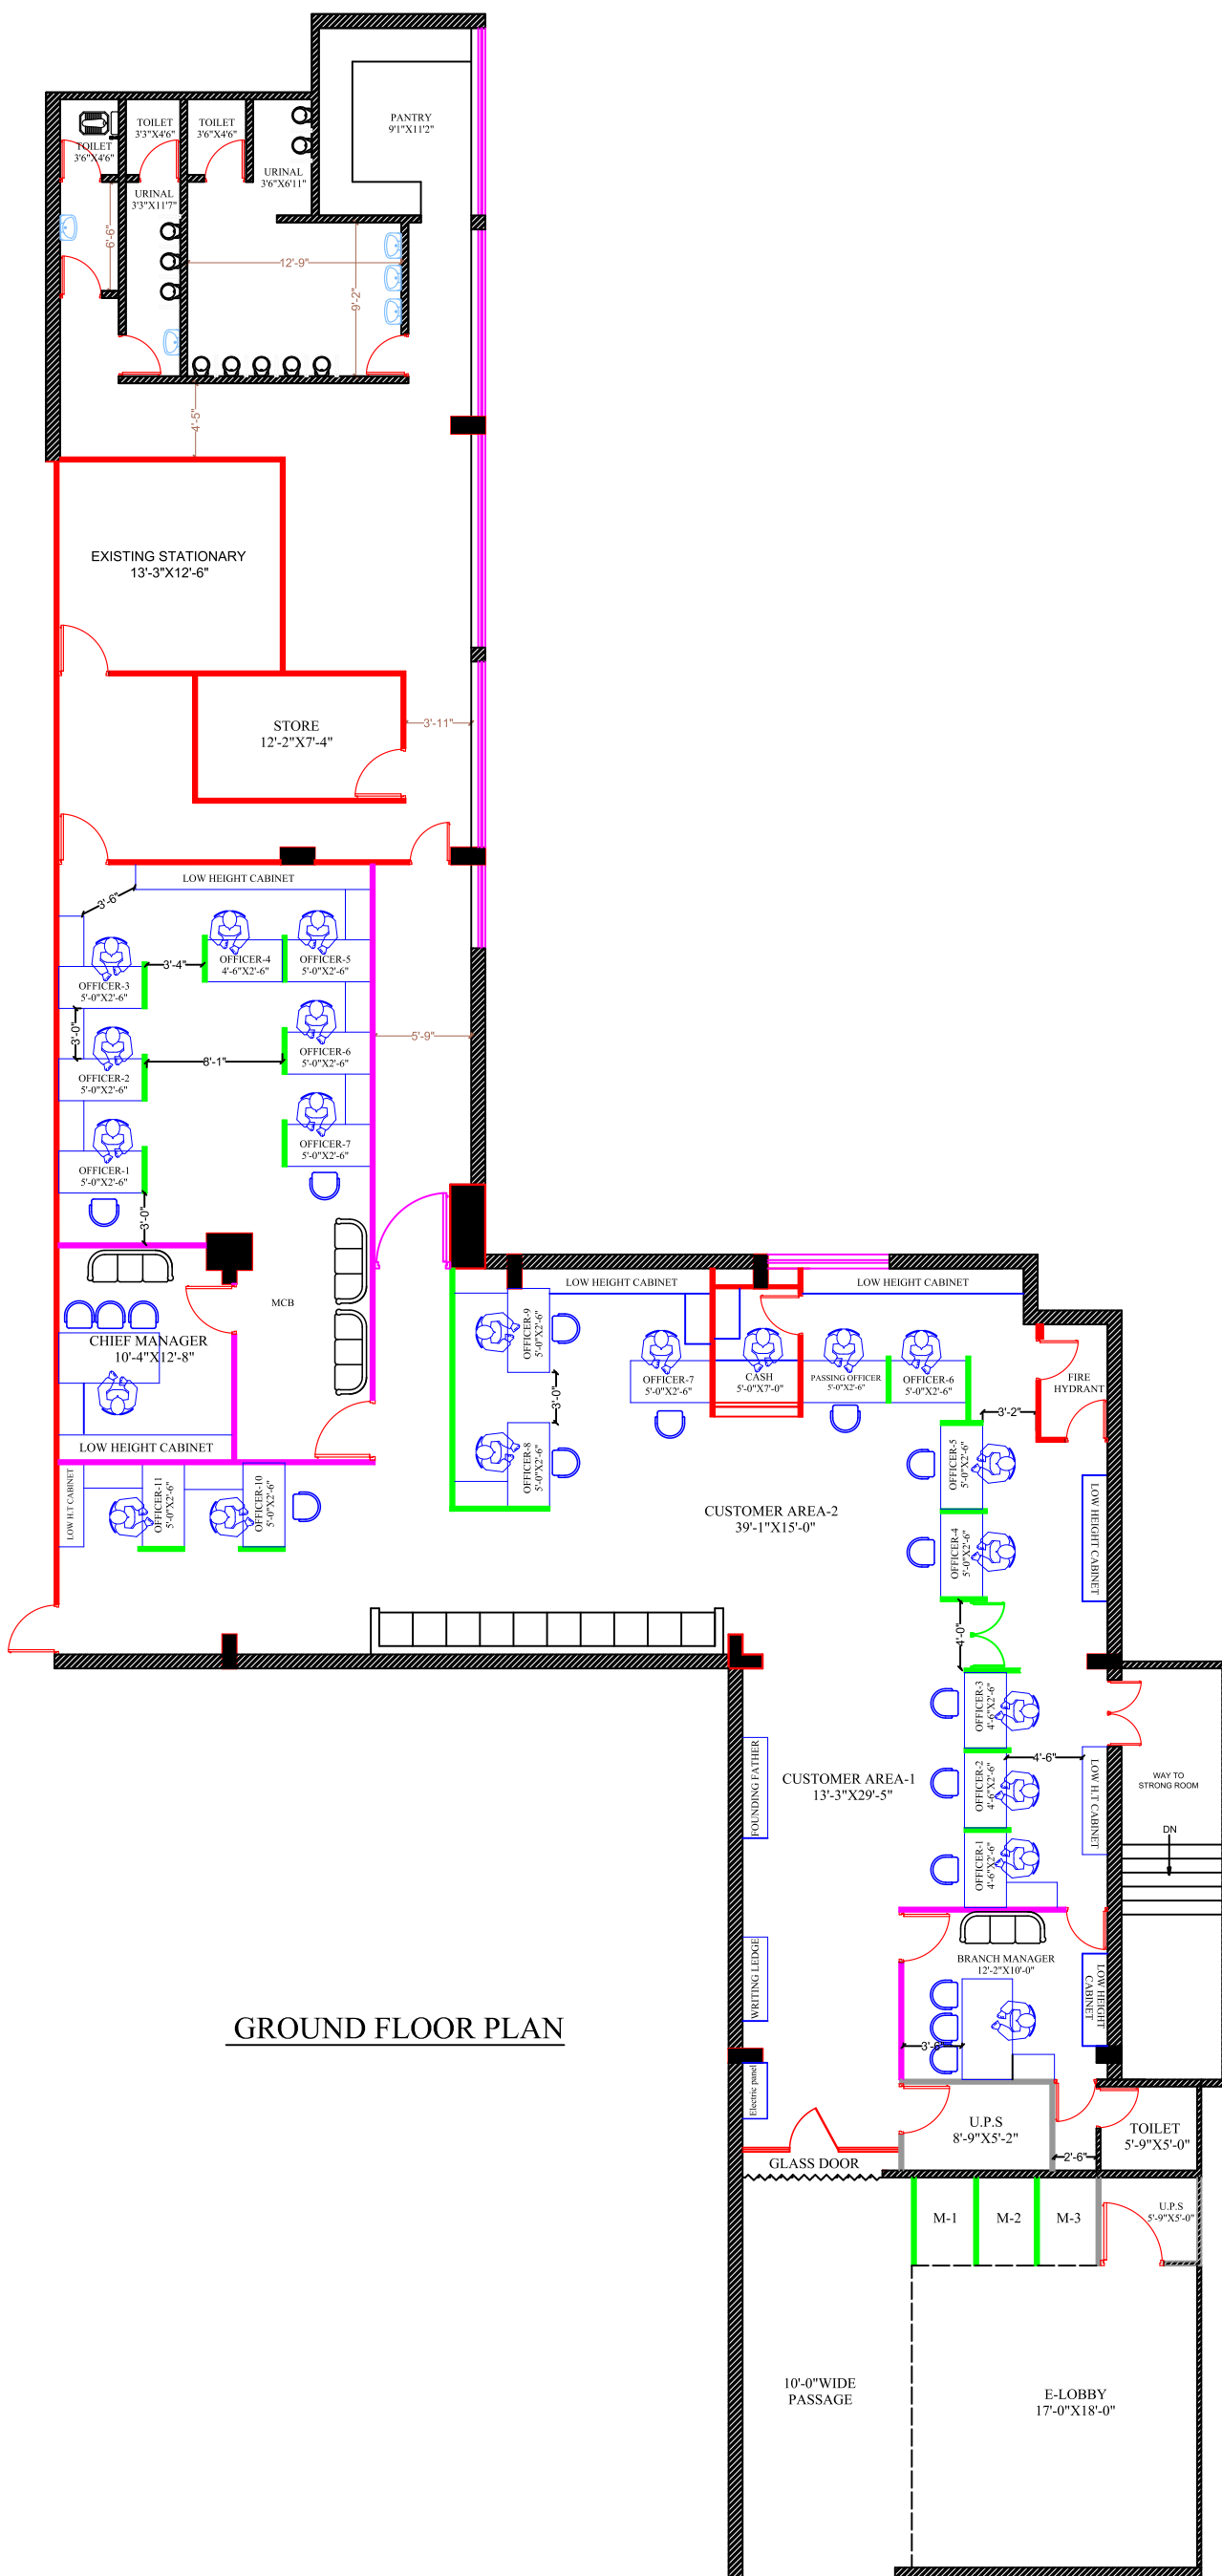 PANTRY
9'1"X11'2"
TOILET
3'6"X4'6"
TOILET
3'3"X4'6"
TOILET
3'6"X4'6"
URINAL
3'6"X6'11"
URINAL
3'3"X11'7"
6'-6"
12'-9"
9'-2"
4'-5"
EXISTING STATIONARY
13'-3"X12'-6"
STORE
12'-2"X7'-4"
3'-11"
LOW HEIGHT CABINET
3'-6"
OFFICER-4
4'-6"X2'-6"
OFFICER-5
5'-0"X2'-6"
3'-4"
OFFICER-3
5'-0"X2'-6"
3'-0"
OFFICER-6
5'-0"X2'-6"
5'-9"
8'-1"
OFFICER-2
5'-0"X2'-6"
OFFICER-7
5'-0"X2'-6"
OFFICER-1
5'-0"X2'-6"
3'-0"
MCB
CHIEF MANAGER
10'-4"X12'-8"
LOW HEIGHT CABINET
LOW H.T CABINET
OFFICER-11
5'-0"X2'-6"
OFFICER-10
5'-0"X2'-6"
LOW HEIGHT CABINET
LOW HEIGHT CABINET
OFFICER-9
5'-0"X2'-6"
3'-0"
OFFICER-8
5'-0"X2'-6"
OFFICER-7
5'-0"X2'-6"
CASH
5'-0"X7'-0"
PASSING OFFICER
5'-0"X2'-6"
OFFICER-6
5'-0"X2'-6"
FIRE
HYDRANT
3'-2"
OFFICER-5
5'-0"X2'-6"
CUSTOMER AREA-2
39'-1"X15'-0"
LOW HEIGHT CABINET
OFFICER-4
5'-0"X2'-6"
4'-0"
OFFICER-3
4'-6"X2'-6"
4'-6"
OFFICER-2
4'-6"X2'-6"
OFFICER-1
4'-6"X2'-6"
LOW H.T CABINET
WAY TO
STRONG ROOM
DN
FOUNDING FATHER
CUSTOMER AREA-1
13'-3"X29'-5"
WRITING LEDGE
BRANCH MANAGER
12'-2"X10'-0"
LOW HEIGHT
CABINET
3'-6"
GROUND FLOOR PLAN
Electric panel
U.P.S
8'-9"X5'-2"
TOILET
5'-9"X5'-0"
2'-6"
GLASS DOOR
M-1
M-2
M-3
U.P.S
5'-9"X5'-0"
10'-0"WIDE
PASSAGE
E-LOBBY
17'-0"X18'-0"